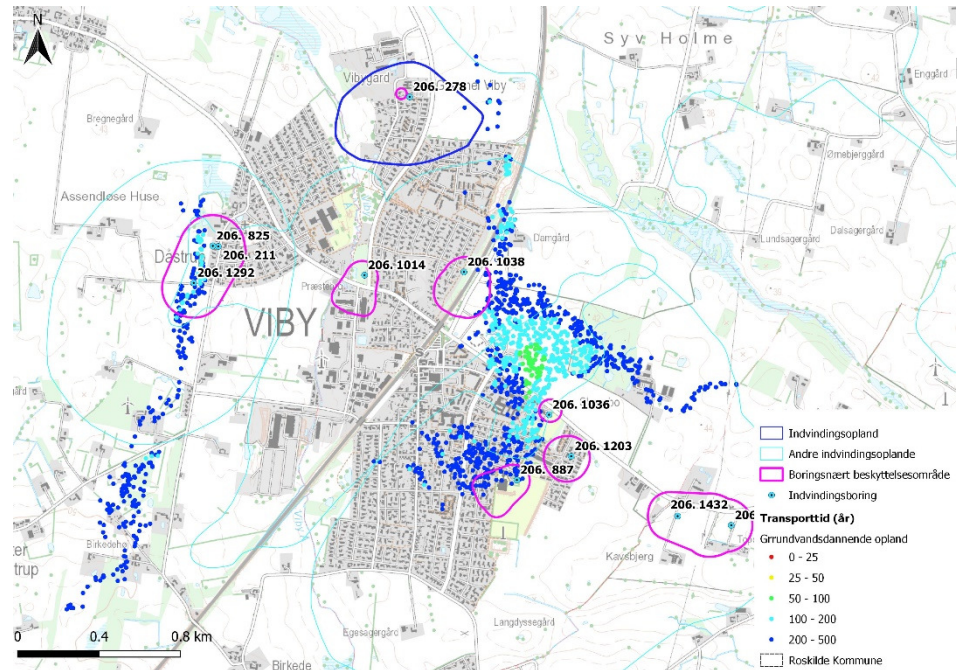 N
Syv Holme
Vibygård
206. 278
Viby
Enggård
Bregnegård
Ørnebjerggård
Assendløse Huse
Dalsagergård
Lundsagergård
206. 825
Damgård
Dåstrup
206. 211
206. 1014
206. 1038
206. 1292
VIBY
206. 1036
206. 1203
206. 887
206. 1432
206
Kavsbjerg
Langdyssegård
Egesagergård
Birkede
0 0.4 0.8 km
Indvindingsopland
Andre indvindingsoplande
Boringsnært beskyttelsesområde
Indvindingsboring
Transporttid (år)
Grrundvandsdannende opland
0 - 25
25 - 50
50 - 100
100 - 200
200 - 500
Roskilde Kommune